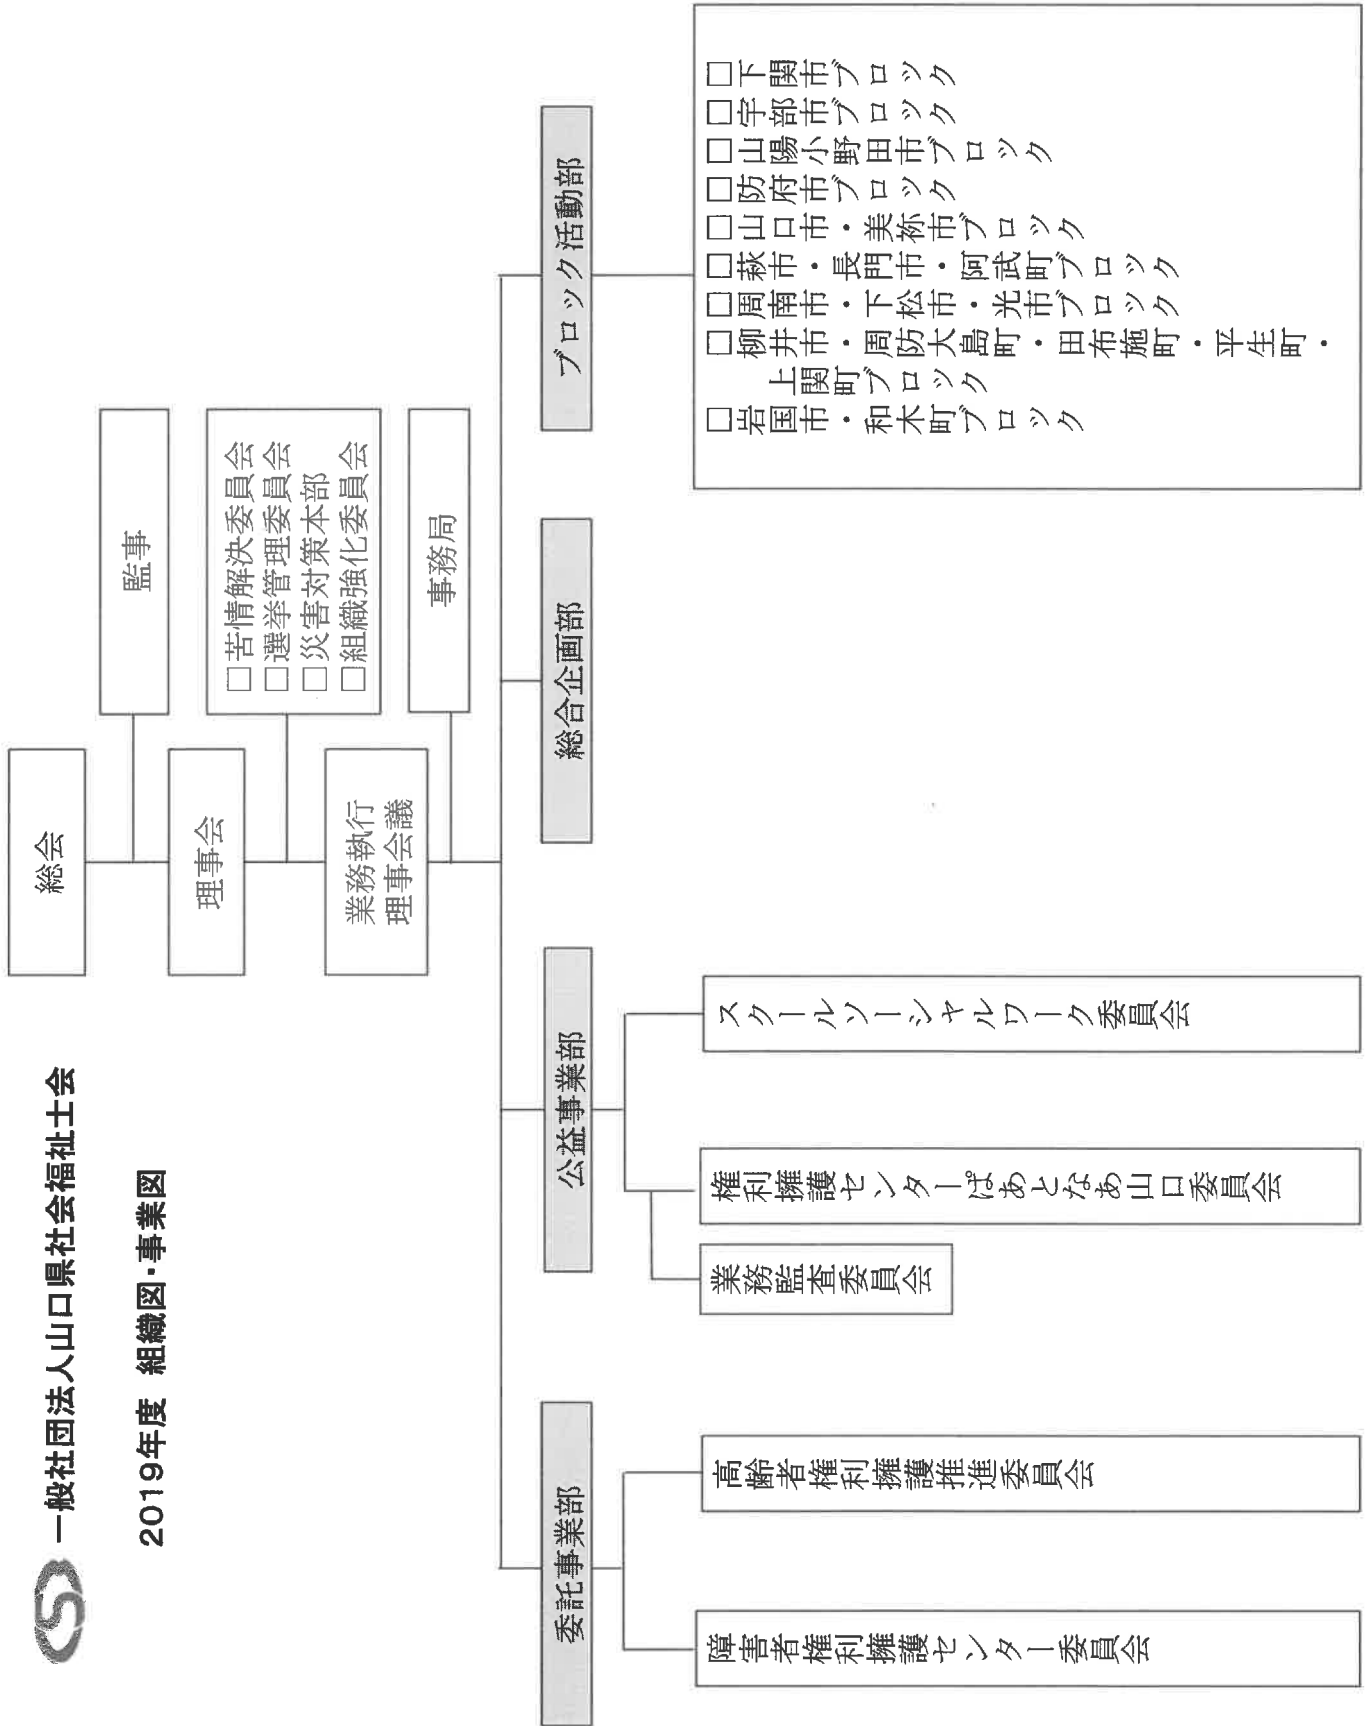 一般社団法人山口県社会福祉士会
2019年度 組織図・事業図
総会
監事
理事会
□苦情解決委員会
□選挙管理委員会
□災害対策本部
□組織強化委員会
業務執行
理事会議
事務局
委託事業部
公益事業部
総合企画部
ブロック活動部
障害者権利擁護センター委員会
高齢者権利擁護推進委員会
業務監査委員会
権利擁護センターぱあとなあ山口委員会
スクールソーシャルワーク委員会
□下関市ブロック
□宇部市ブロック
□山陽小野田市ブロック
□防府市ブロック
□山口市・美祢市ブロック
□萩市・長門市・阿武町ブロック
□周南市・下松市・光市ブロック
□柳井市・周防大島町・田布施町・平生町・
上関町ブロック
□岩国市・和木町ブロック